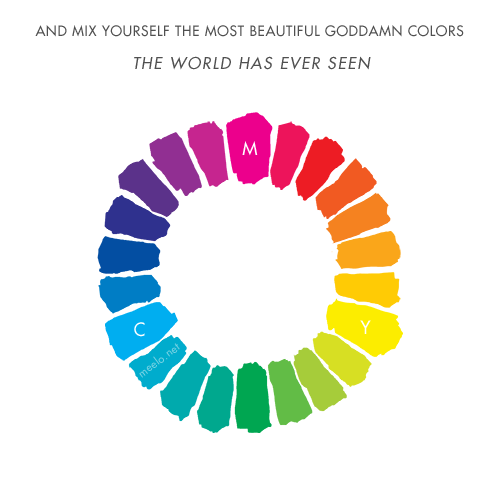 AND MIX YOURSELF THE MOST BEAUTIFUL GODDAMN COLORS
THE WORLD HAS EVER SEEN
M
C
Y
meelo.net